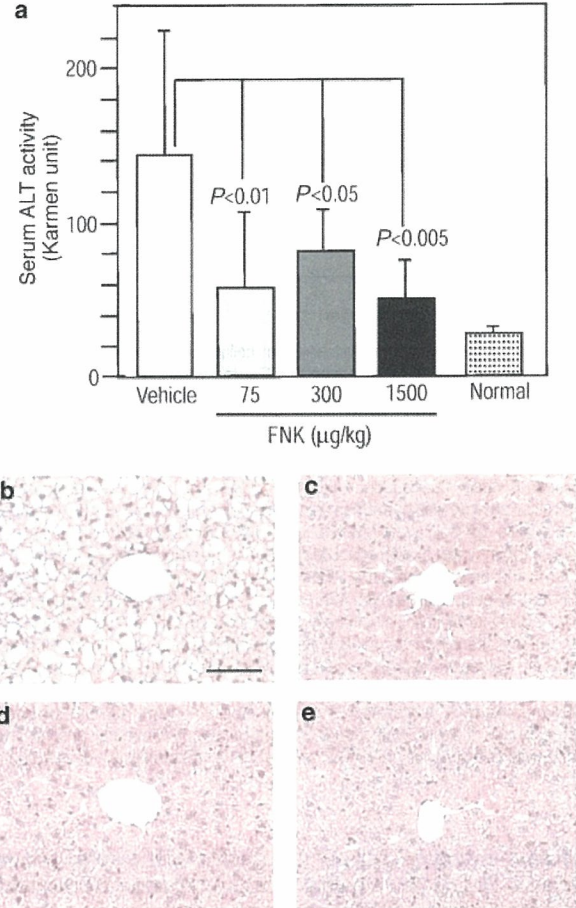 a
Serum ALT activity
(Karmen unit)
200
100
0
P<0.01
P<0.05
P<0.005
Vehicle 75 300 1500 Normal
FNK (µg/kg)
b
c
d
e